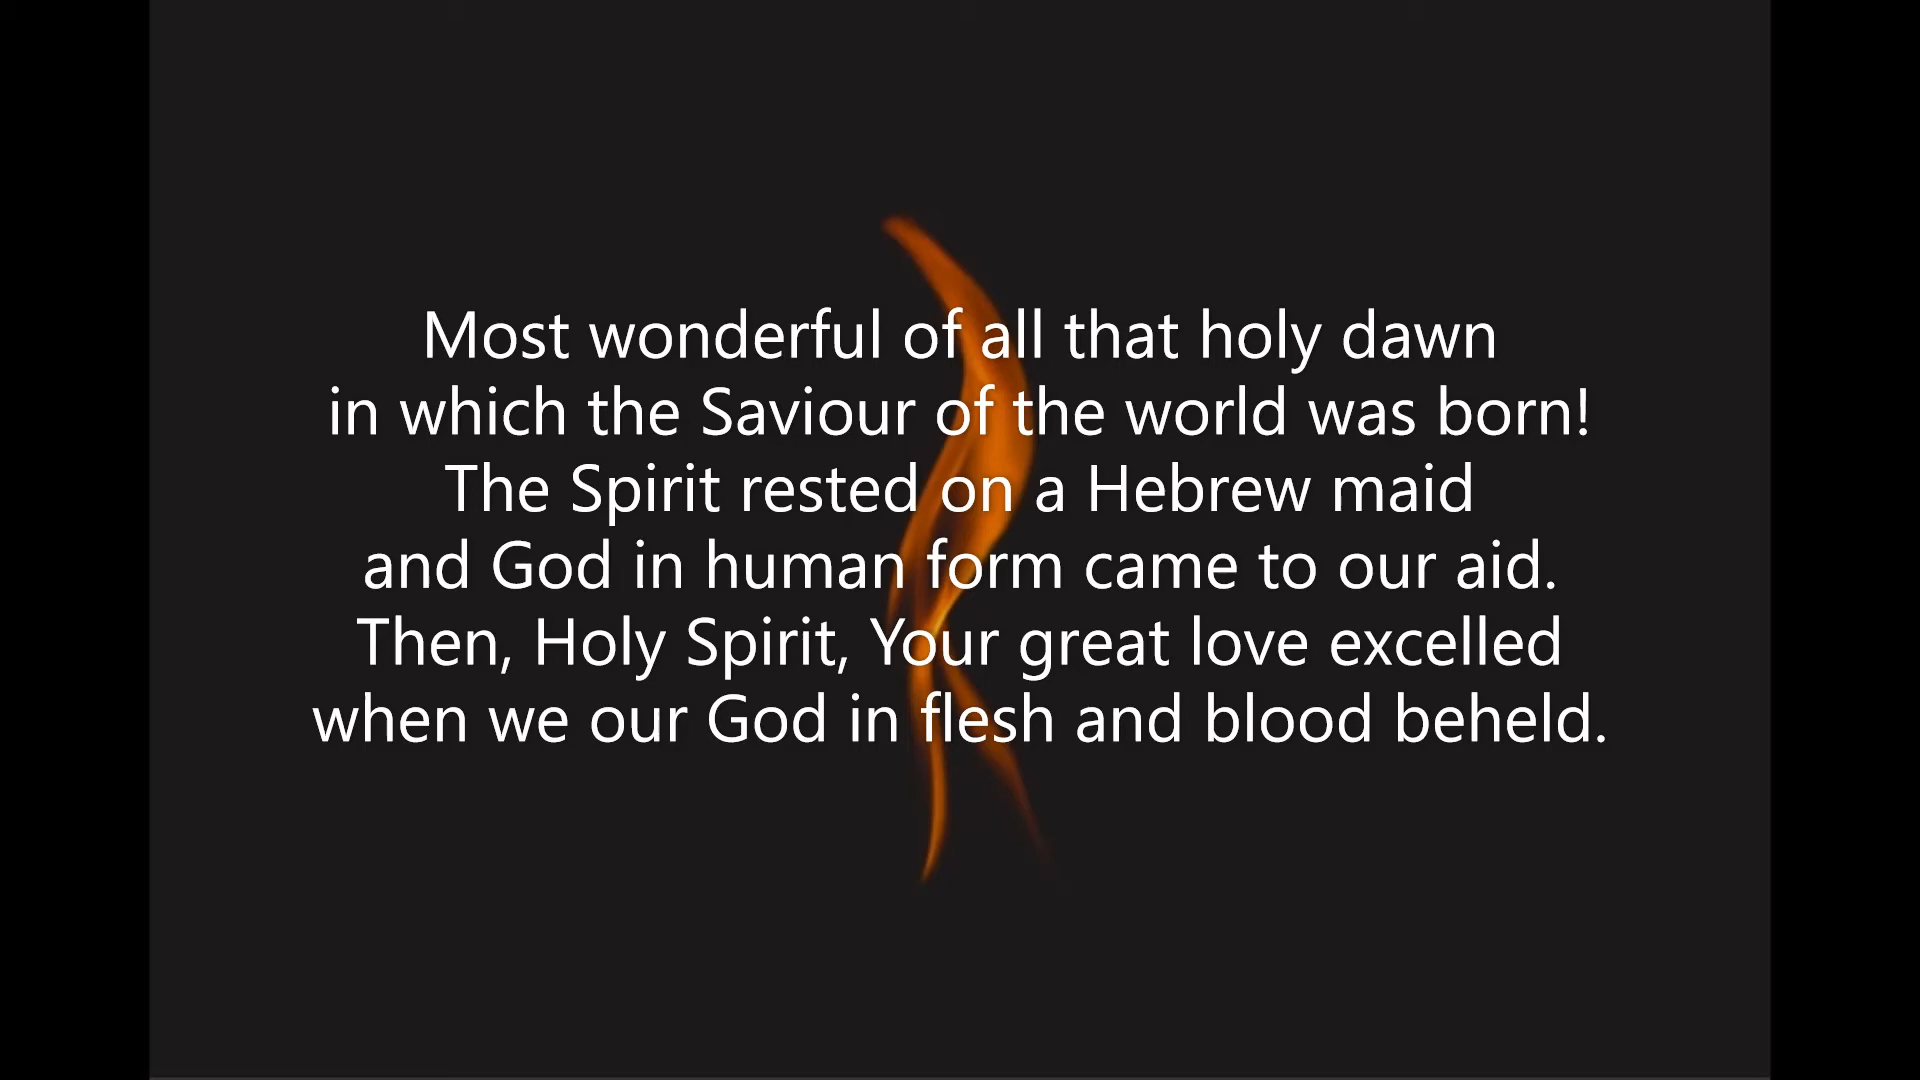 Most wonderful of all that holy dawn
in which the Saviour of the world was born!
The Spirit rested on a Hebrew maid
and God in human form came to our aid.
Then, Holy Spirit, Your great love excelled
when we our God in flesh and blood beheld.